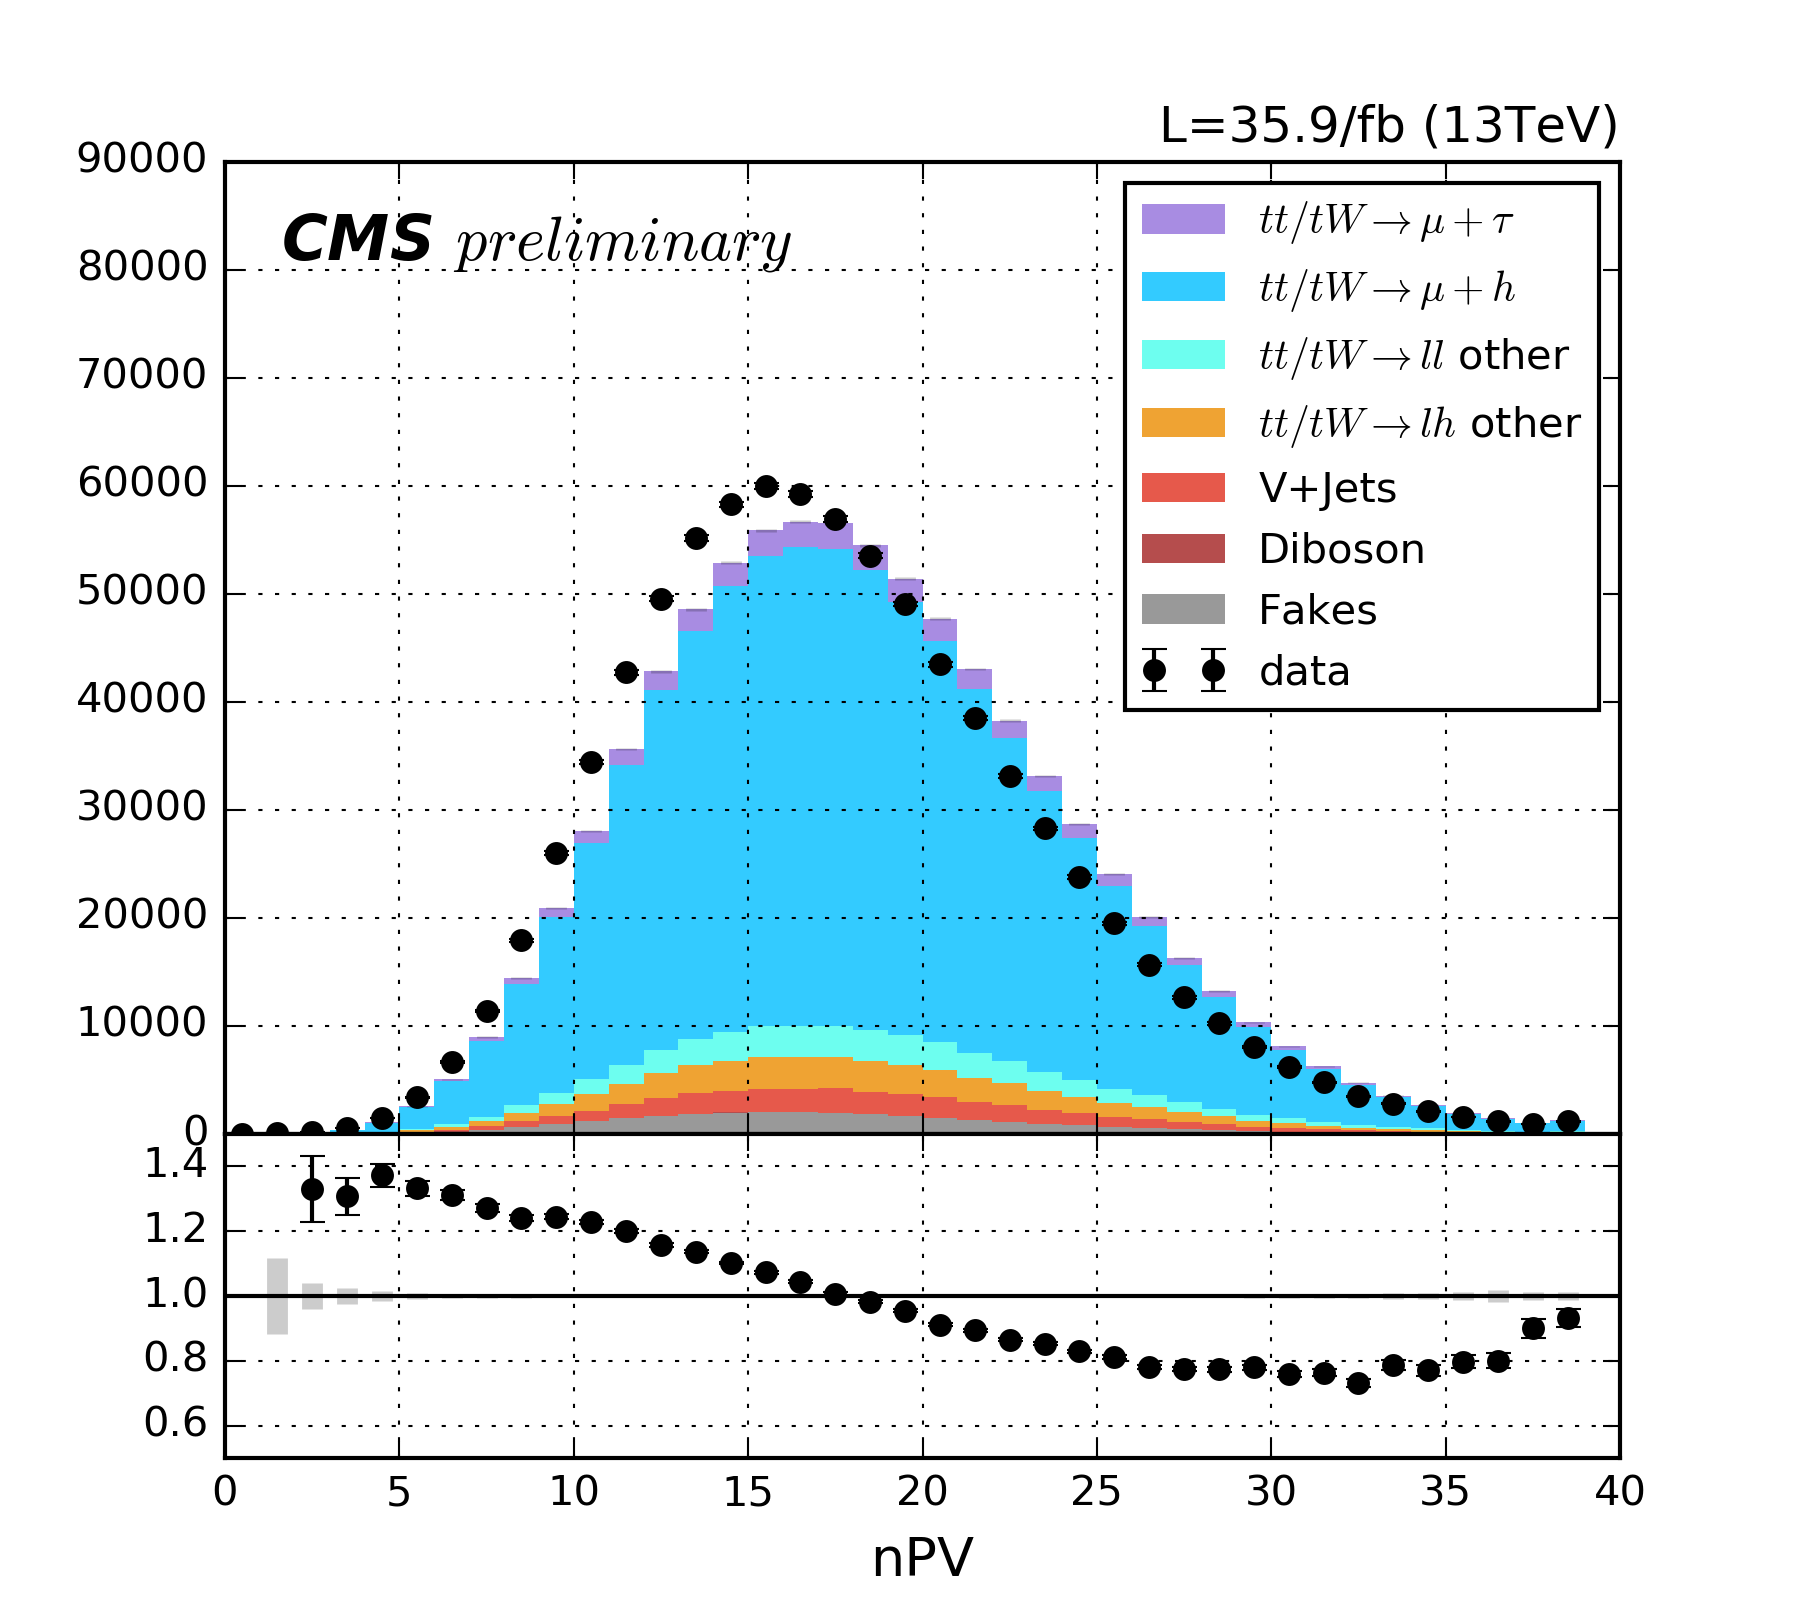 L=35.9/fb (13TeV)
CMS preliminary
90000
80000
70000
60000
50000
40000
30000
20000
10000
0
tt/tW→μ+τ
tt/tW→μ+h
tt/tW→ll other
tt/tW→lh other
V+Jets
Diboson
Fakes
data
1.4
1.2
1.0
0.8
0.6
0 5 10 15 20 25 30 35 40
nPV